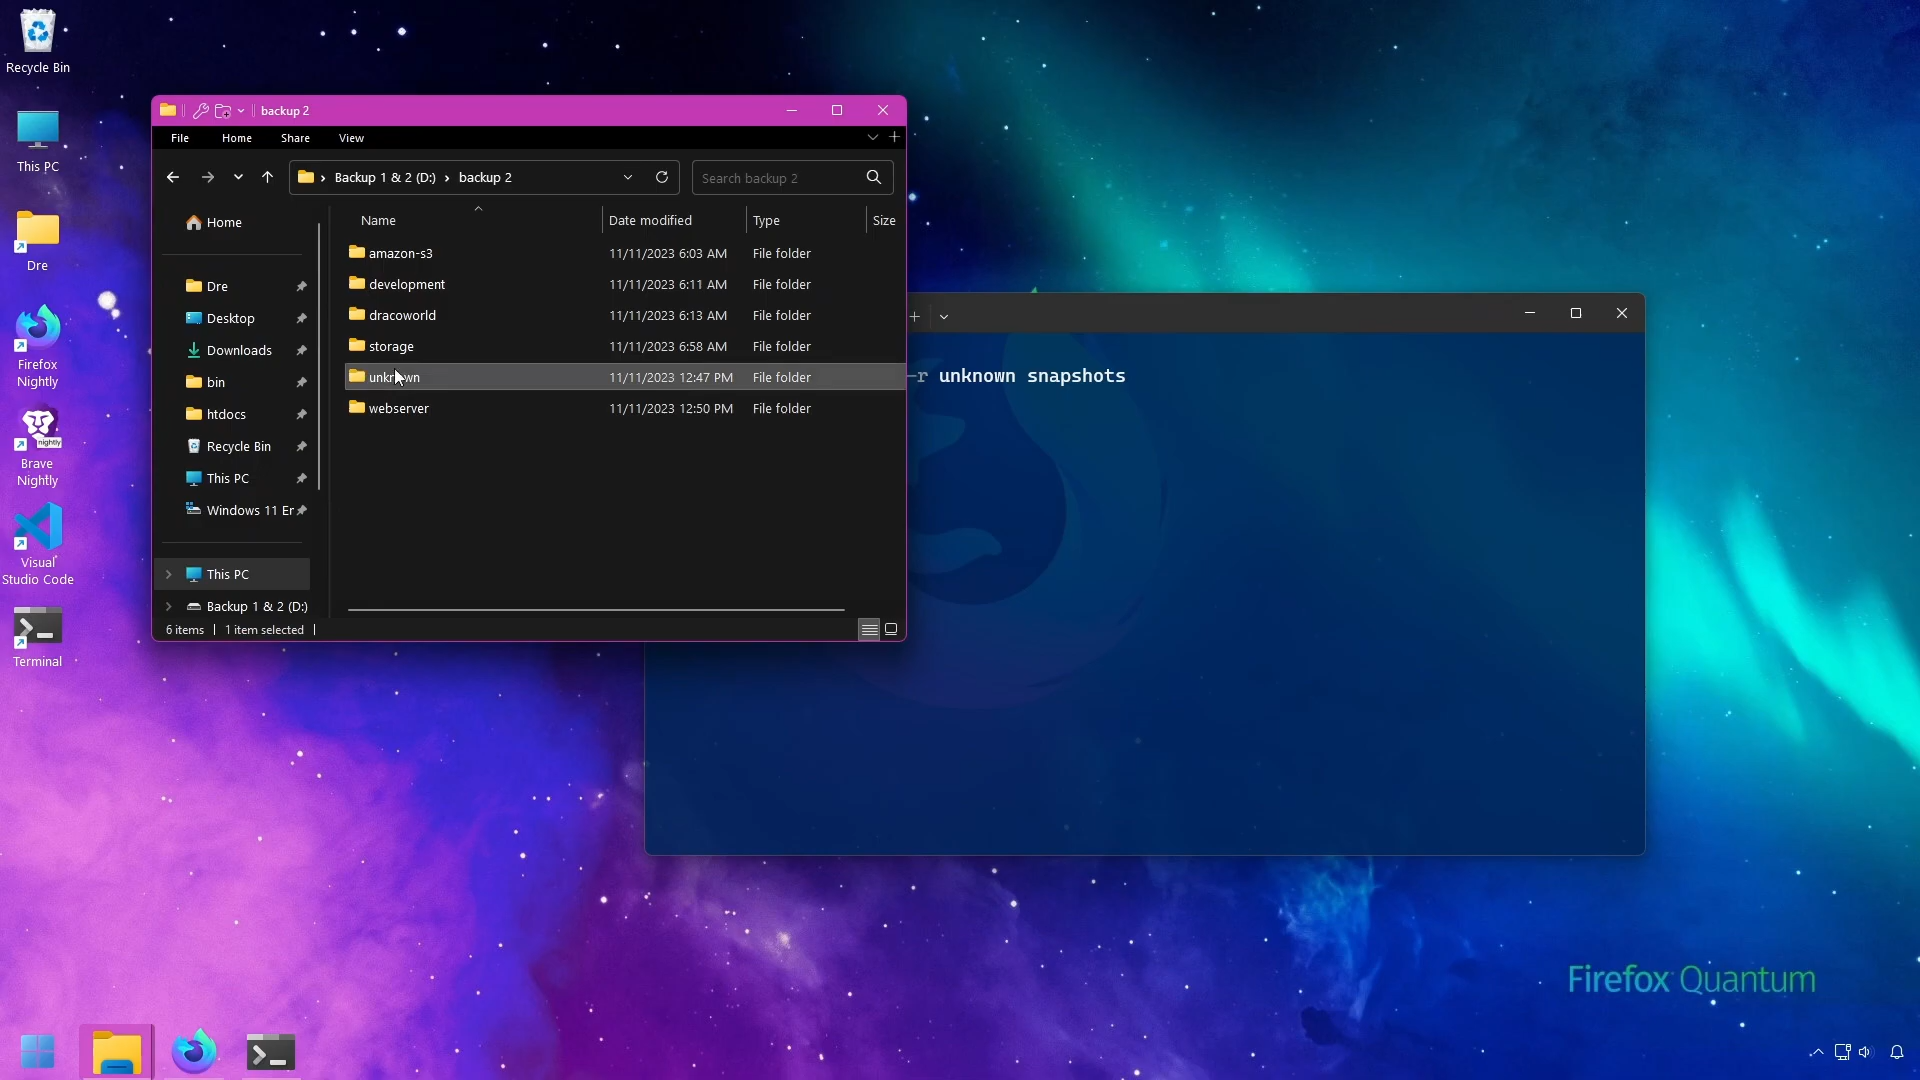 Recycle Bin
This PC
Dre
Firefox
Nightly
nightly
Brave
Nightly
Visual
Studio Code
Terminal
backup 2
File Home Share View
Backup 1 & 2 (D:) backup 2
Search backup 2
Home
Dre
Desktop
Downloads
bin
htdocs
Recycle Bin
This PC
Windows 11 Er
This PC
Backup 1 & 2 (D:)
Name Date modified Type Size
amazon-s3 11/11/2023 6:03 AM File folder
development 11/11/2023 6:11 AM File folder
dracoworld 11/11/2023 6:13 AM File folder
storage 11/11/2023 6:58 AM File folder
unknown 11/11/2023 12:47 PM File folder
webserver 11/11/2023 12:50 PM File folder
6 items 1 item selected
-r unknown snapshots
Firefox Quantum